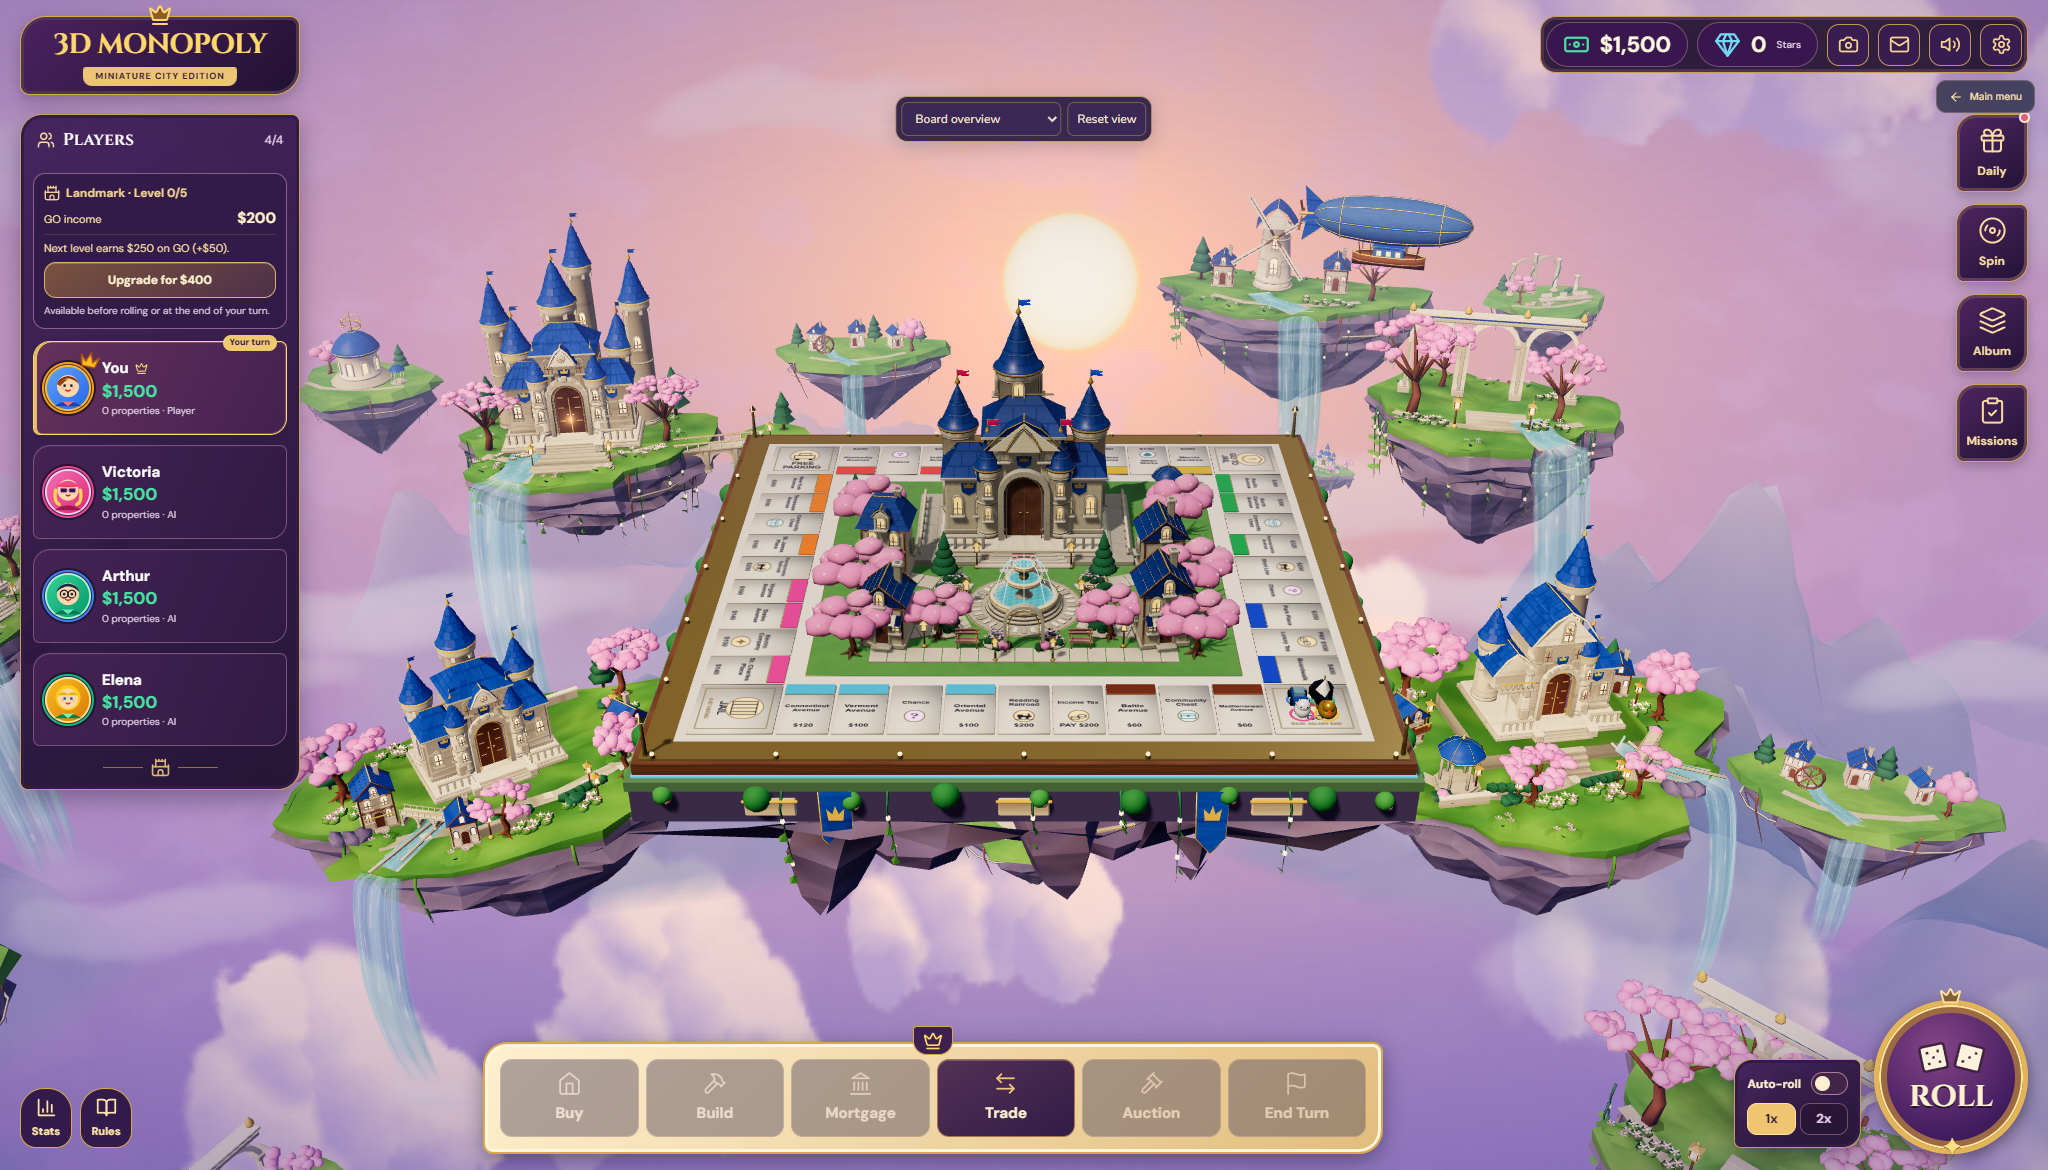 3D MONOPOLY
MINIATURE CITY EDITION
$1,500
0 Stars
Main menu
Board overview
Reset view
PLAYERS
4/4
Landmark · Level 0/5
GO income
$200
Next level earns $250 on GO (+$50).
Upgrade for $400
Available before rolling or at the end of your turn.
Your turn
You
$1,500
0 properties · Player
Victoria
$1,500
0 properties · AI
Arthur
$1,500
0 properties · AI
Elena
$1,500
0 properties · AI
Daily
Spin
Album
Missions
FREE
PARKING
JAIL
Connecticut
Avenue
$120
Vermont
Avenue
$100
Chance
Oriental
Avenue
$100
Reading
Railroad
$200
Income Tax
PAY $200
Baltic
Avenue
$60
Community
Chest
Mediterranean
Avenue
$60
Buy
Build
Mortgage
Trade
Auction
End Turn
Stats
Rules
Auto-roll
1x
2x
ROLL